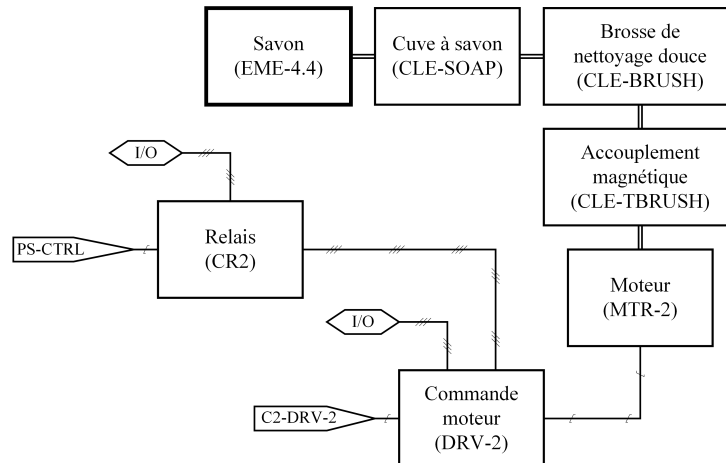 Savon
(EME-4.4)
Cuve à savon
(CLE-SOAP)
Brosse de
nettoyage douce
(CLE-BRUSH)
I/O
Accouplement
magnétique
(CLE-TBRUSH)
PS-CTRL
Relais
(CR2)
Moteur
(MTR-2)
I/O
C2-DRV-2
Commande
moteur
(DRV-2)